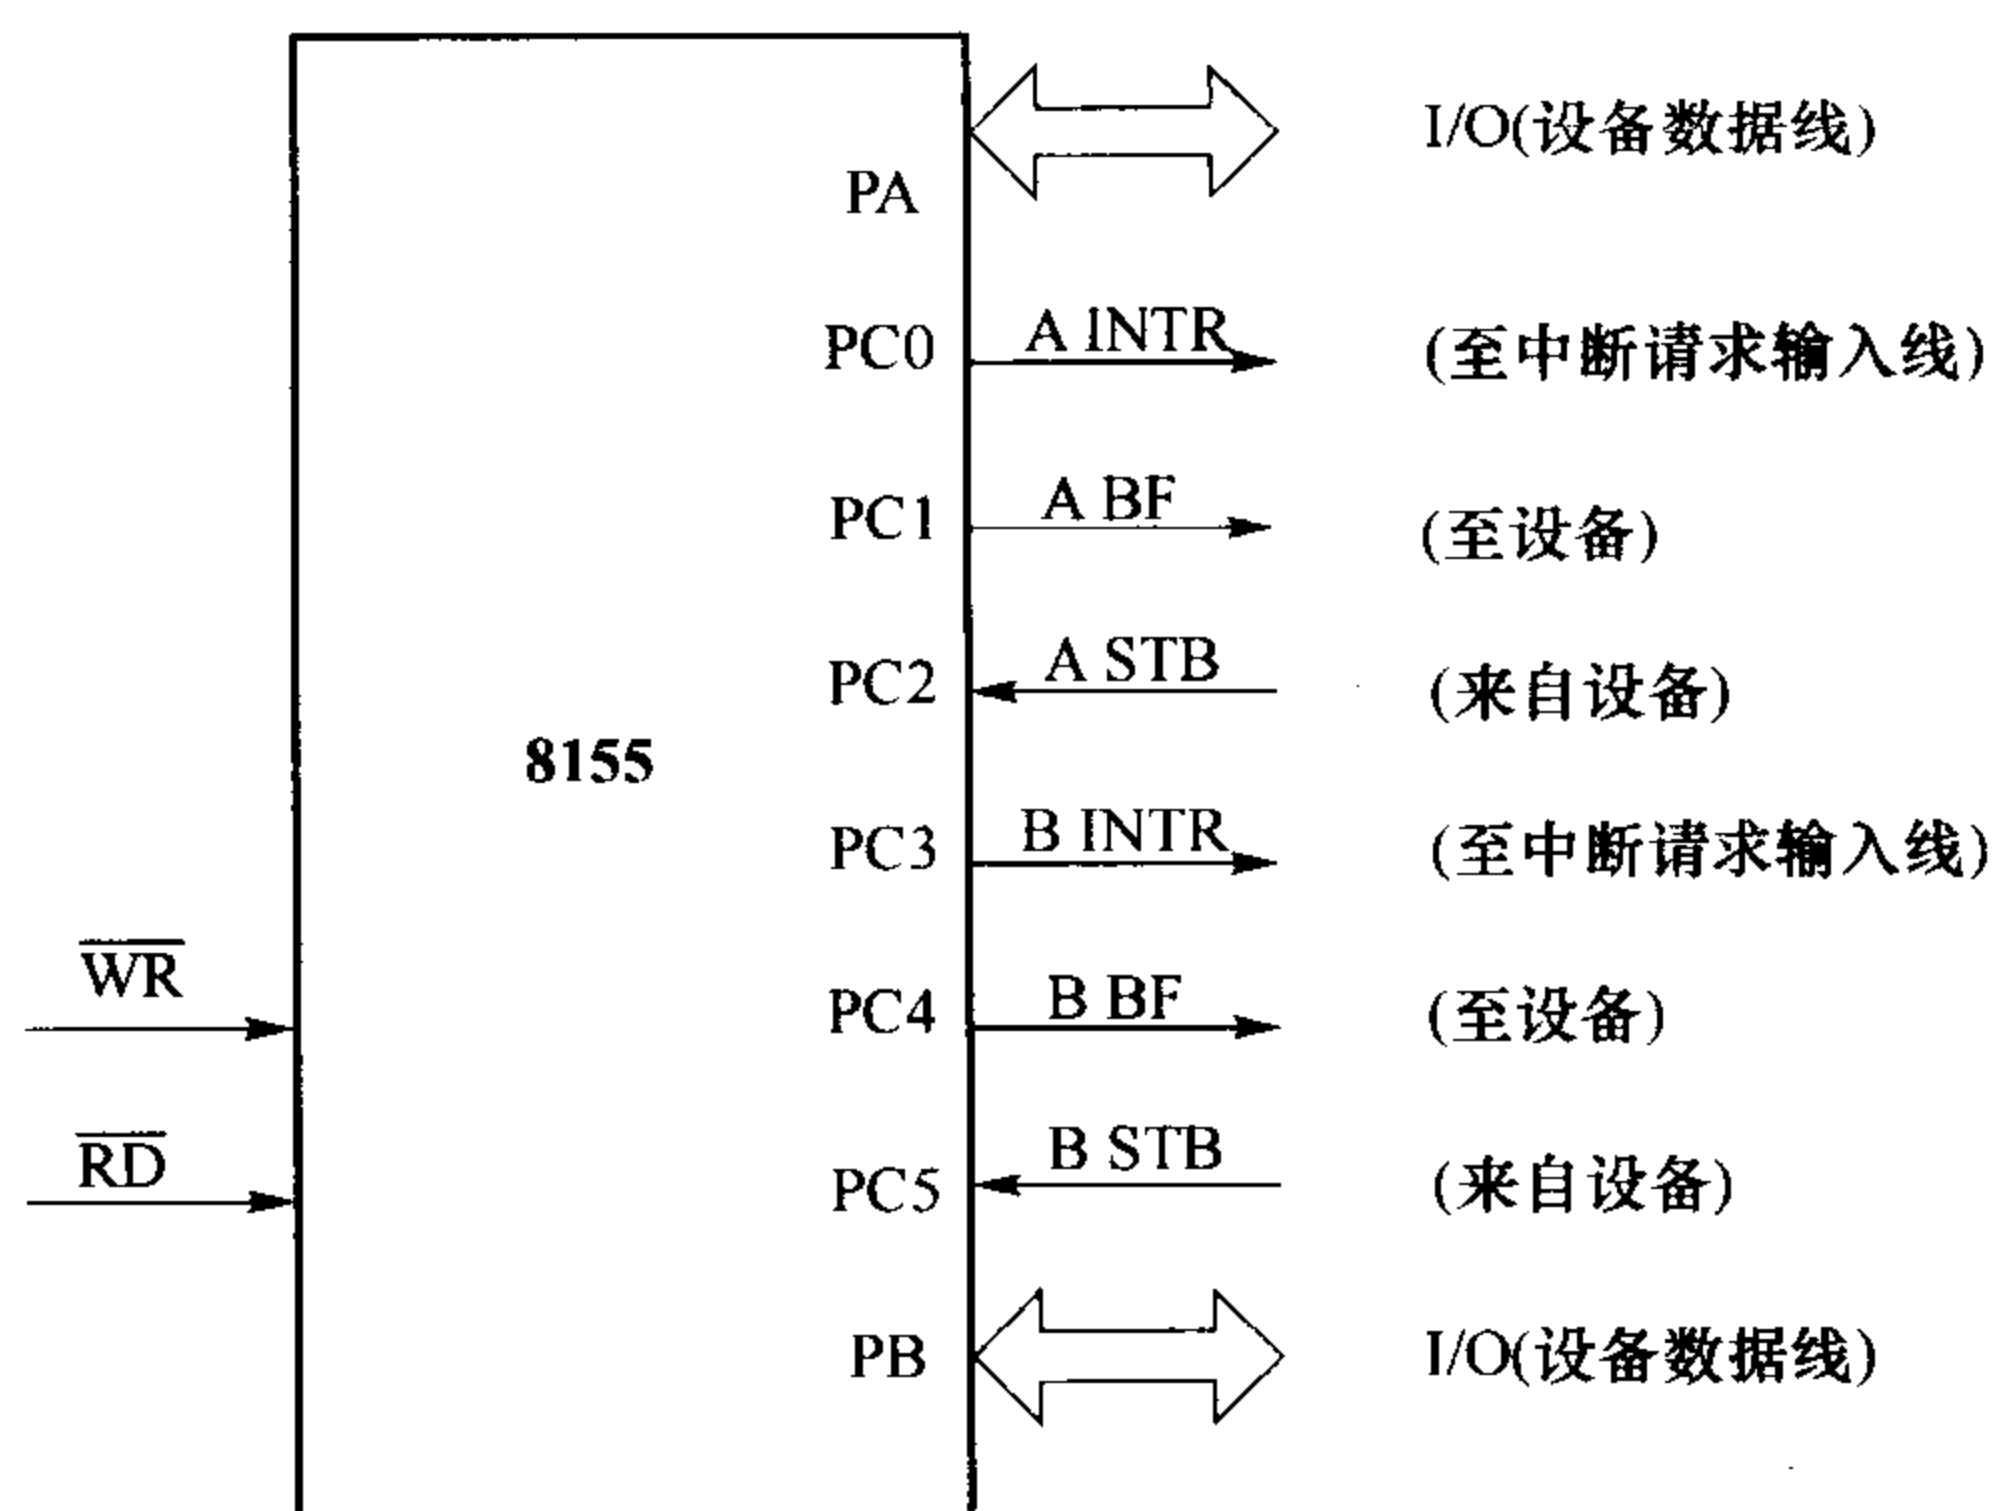 I/O(设备数据线)
PA
PC0 A INTR (至中断请求输入线)
PC1 A BF (至设备)
PC2 A STB (来自设备)
8155
PC3 B INTR (至中断请求输入线)
W̅R̅
PC4 B BF (至设备)
R̅D̅
PC5 B STB (来自设备)
PB I/O(设备数据线)